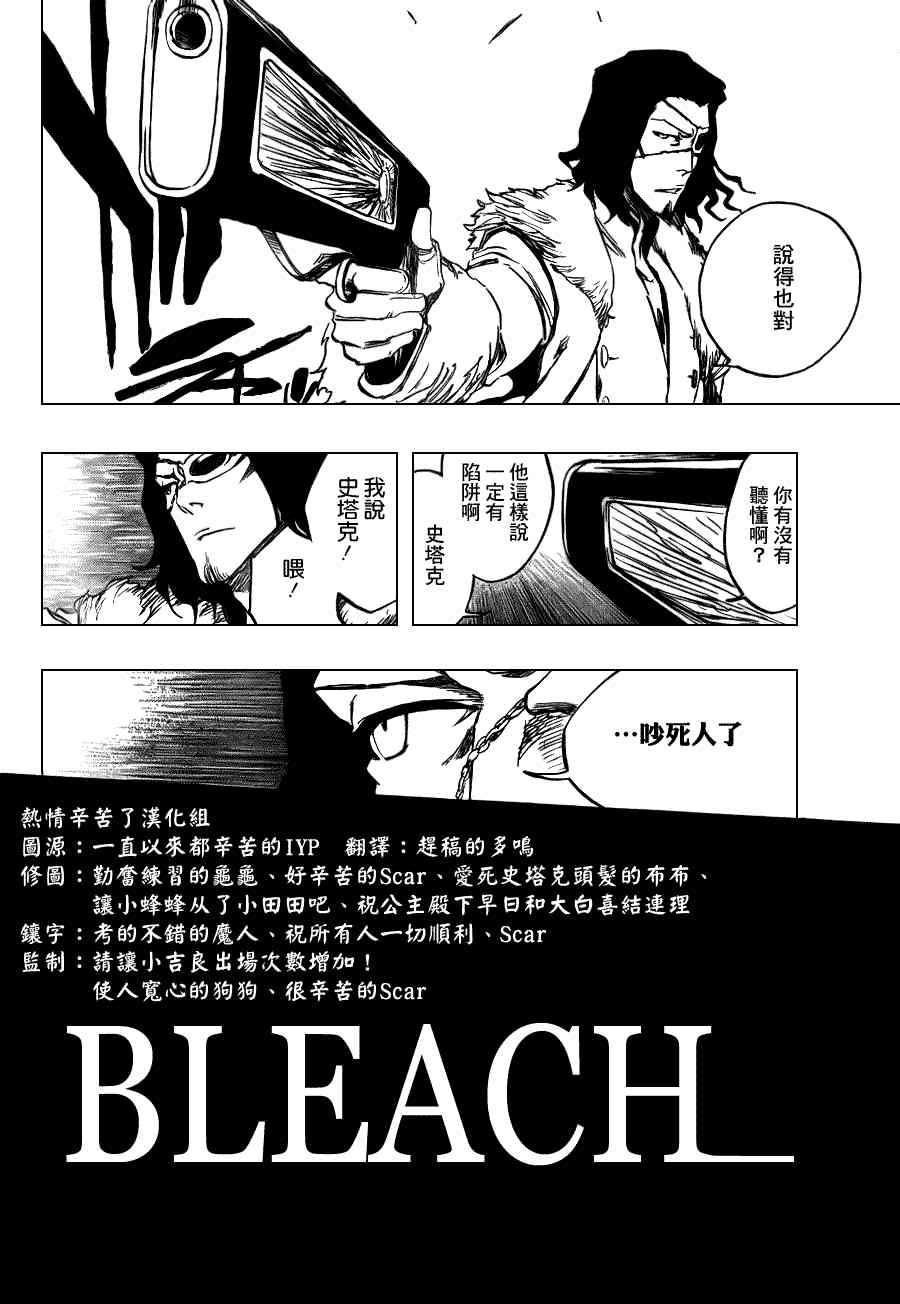 說得也對
你有沒有
聽懂啊？
他這樣說
一定有
陷阱啊
史塔克
我說
史塔克！
喂！
…吵死人了
熱情辛苦了漢化組
圖源：一直以來都辛苦的IYP 翻譯：趕稿的多嗚
修圖：勤奮練習的龜龜、好辛苦的Scar、愛死史塔克頭髮的布布、
讓小蜂蜂从了小田田吧、祝公主殿下早日和大白喜結連理
鑲字：考的不錯的魔人、祝所有人一切順利、Scar
監制：請讓小吉良出場次數增加！
使人寬心的狗狗、很辛苦的Scar
BLEACH